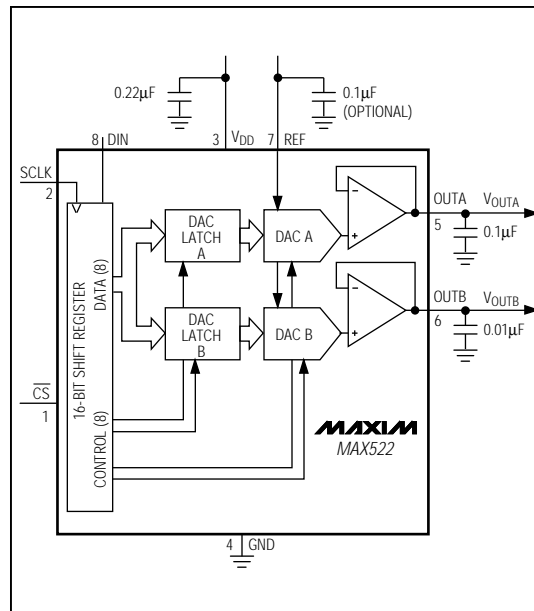 0.22µF
0.1µF
(OPTIONAL)
8 DIN
3 VDD
7 REF
SCLK
2
DAC
LATCH
A
DAC A
OUTA VOUTA
5
0.1µF
DATA (8)
16-BIT SHIFT REGISTER
DAC
LATCH
B
DAC B
OUTB VOUTB
6
0.01µF
CS
1
CONTROL (8)
MAXIM
MAX522
4 GND